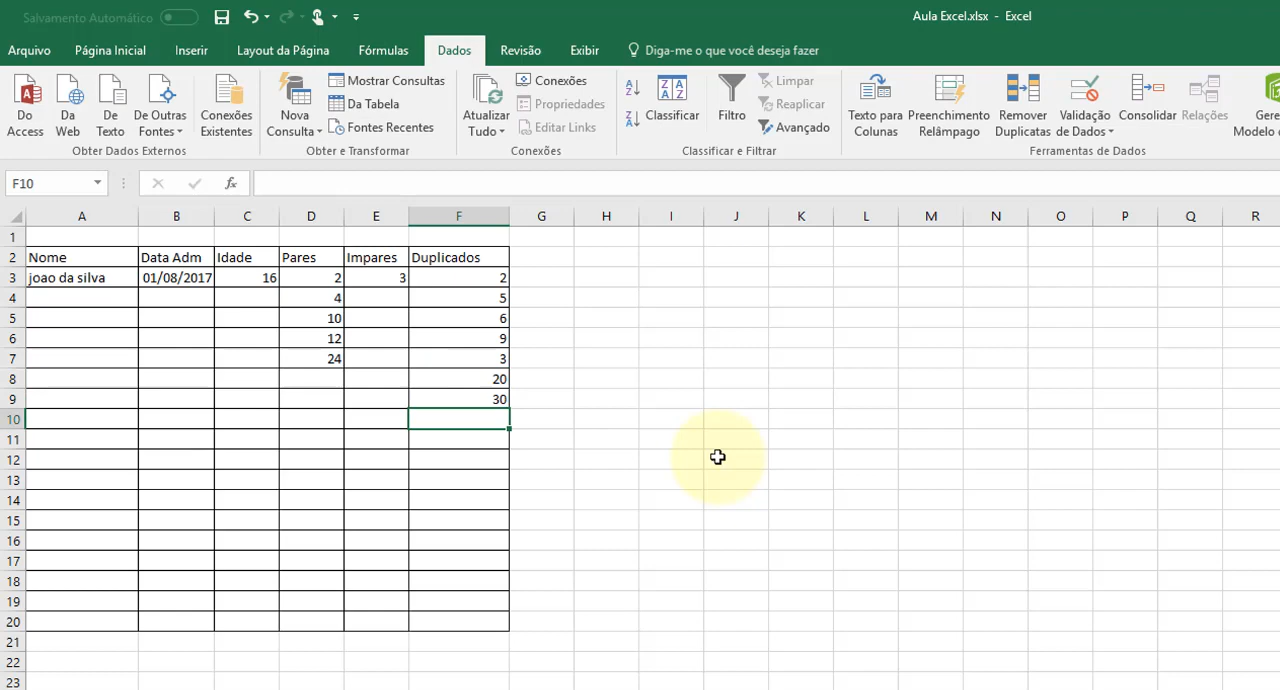 Salvamento Automático
Aula Excel.xlsx - Excel
Arquivo Página Inicial Inserir Layout da Página Fórmulas Dados Revisão Exibir Diga-me o que você deseja fazer
Do Access
Da Web
De Texto
De Outras Fontes
Conexões Existentes
Obter Dados Externos
Nova Consulta
Mostrar Consultas
Da Tabela
Fontes Recentes
Obter e Transformar
Atualizar Tudo
Conexões
Propriedades
Editar Links
Conexões
A Z
Z A
Z A A Z
Classificar
Filtro
Limpar
Reaplicar
Avançado
Classificar e Filtrar
Texto para Colunas
Preenchimento Relâmpago
Remover Duplicatas
Validação de Dados
Consolidar
Relações
Gere
Modelo
Ferramentas de Dados
F10 fx
A B C D E F G H I J K L M N O P Q R
1
2 Nome Data Adm Idade Pares Impares Duplicados
3 joao da silva 01/08/2017 16 2 3 2
4 4 5
5 10 6
6 12 9
7 24 3
8 20
9 30
10
11
12
13
14
15
16
17
18
19
20
21
22
23